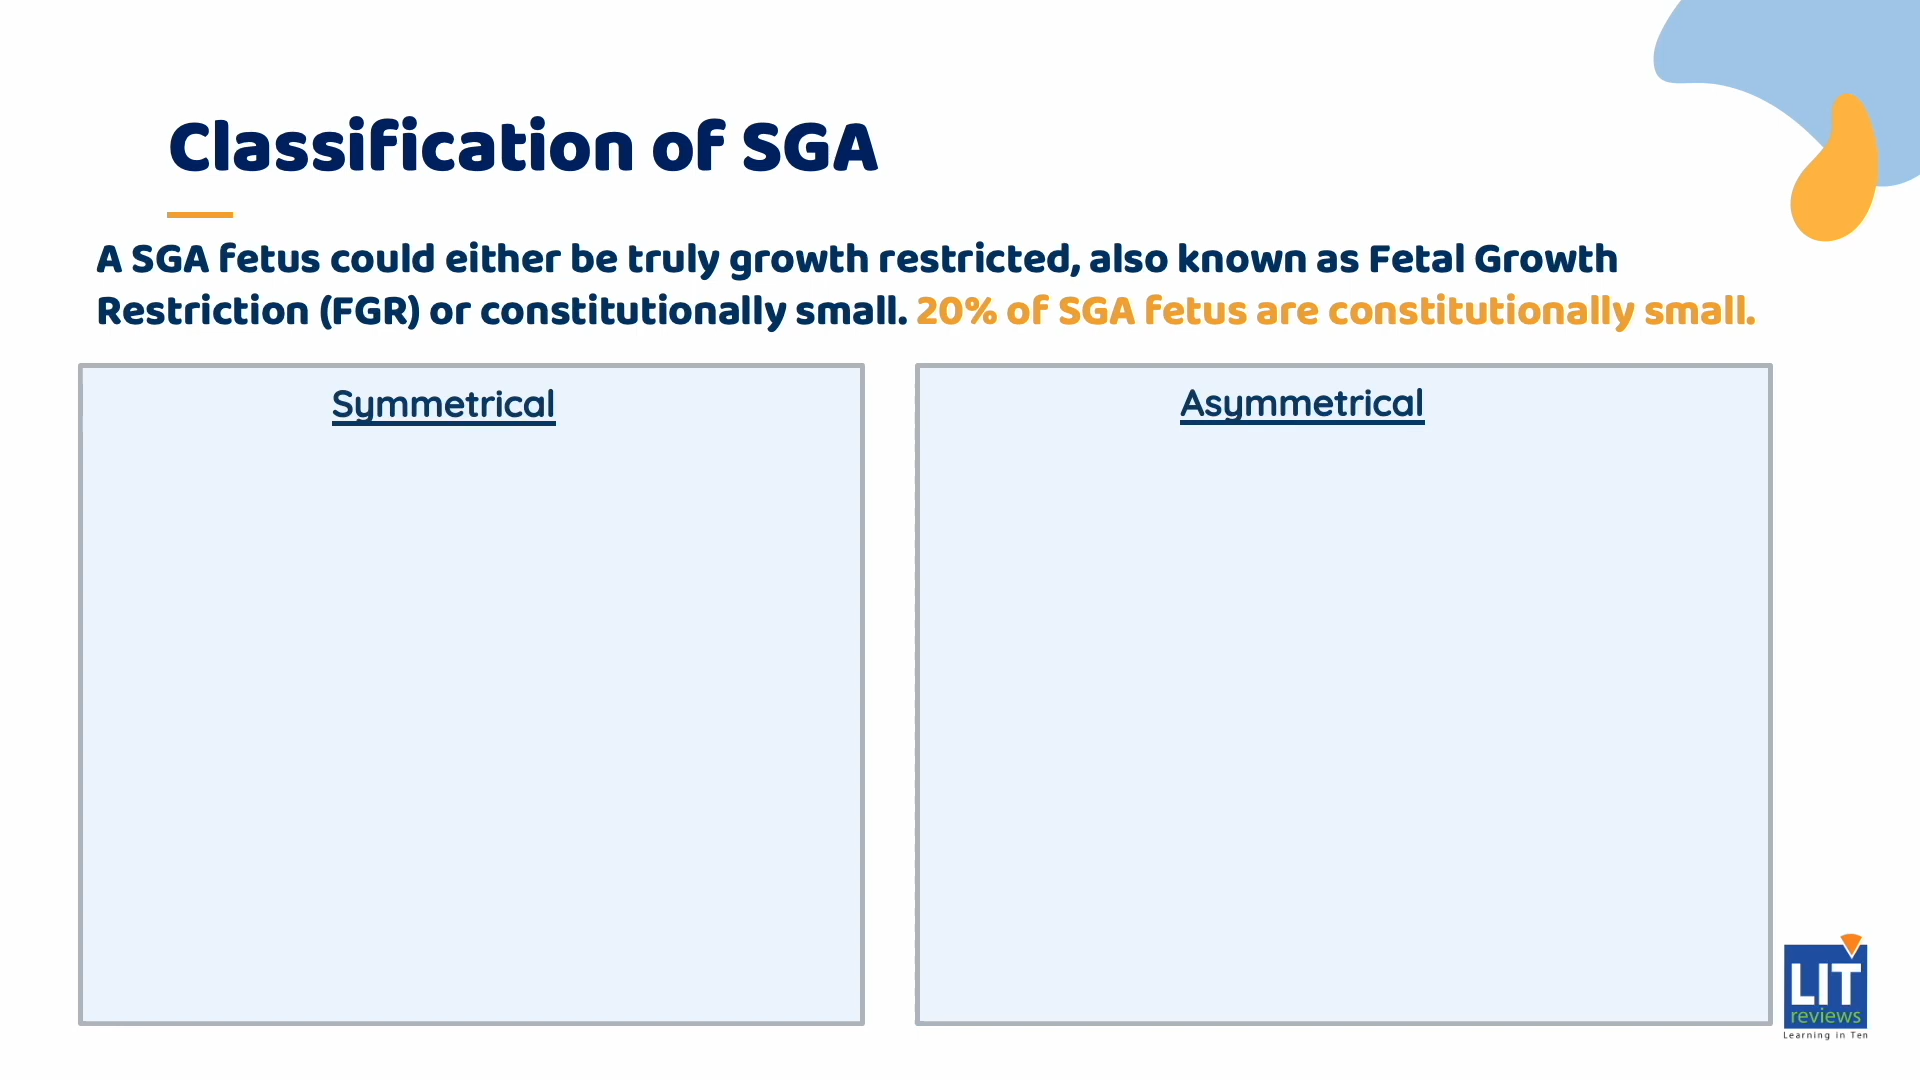 Classification of SGA
A SGA fetus could either be truly growth restricted, also known as Fetal Growth
Restriction (FGR) or constitutionally small. 20% of SGA fetus are constitutionally small.
Symmetrical
Asymmetrical
LIT
reviews
Learning in Ten